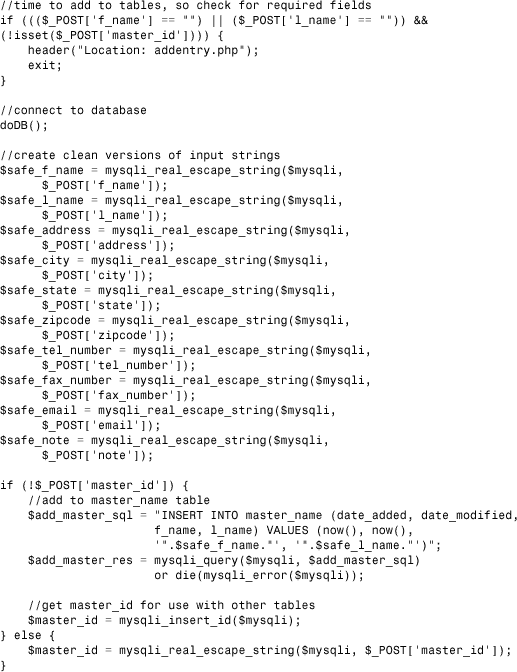 //time to add to tables, so check for required fields
if ((($_POST['f_name'] == "") || ($_POST['l_name'] == "")) &&
(!isset($_POST['master_id']))) {
    header("Location: addentry.php");
    exit;
}

//connect to database
doDB();

//create clean versions of input strings
$safe_f_name = mysqli_real_escape_string($mysqli,
      $_POST['f_name']);
$safe_l_name = mysqli_real_escape_string($mysqli,
      $_POST['l_name']);
$safe_address = mysqli_real_escape_string($mysqli,
      $_POST['address']);
$safe_city = mysqli_real_escape_string($mysqli,
      $_POST['city']);
$safe_state = mysqli_real_escape_string($mysqli,
      $_POST['state']);
$safe_zipcode = mysqli_real_escape_string($mysqli,
      $_POST['zipcode']);
$safe_tel_number = mysqli_real_escape_string($mysqli,
      $_POST['tel_number']);
$safe_fax_number = mysqli_real_escape_string($mysqli,
      $_POST['fax_number']);
$safe_email = mysqli_real_escape_string($mysqli,
      $_POST['email']);
$safe_note = mysqli_real_escape_string($mysqli,
      $_POST['note']);

if (!$_POST['master_id']) {
    //add to master_name table
    $add_master_sql = "INSERT INTO master_name (date_added, date_modified,
                      f_name, l_name) VALUES (now(), now(),
                      '".$safe_f_name."', '".$safe_l_name."')";
    $add_master_res = mysqli_query($mysqli, $add_master_sql)
                      or die(mysqli_error($mysqli));

    //get master_id for use with other tables
    $master_id = mysqli_insert_id($mysqli);
} else {
    $master_id = mysqli_real_escape_string($mysqli, $_POST['master_id']);
}